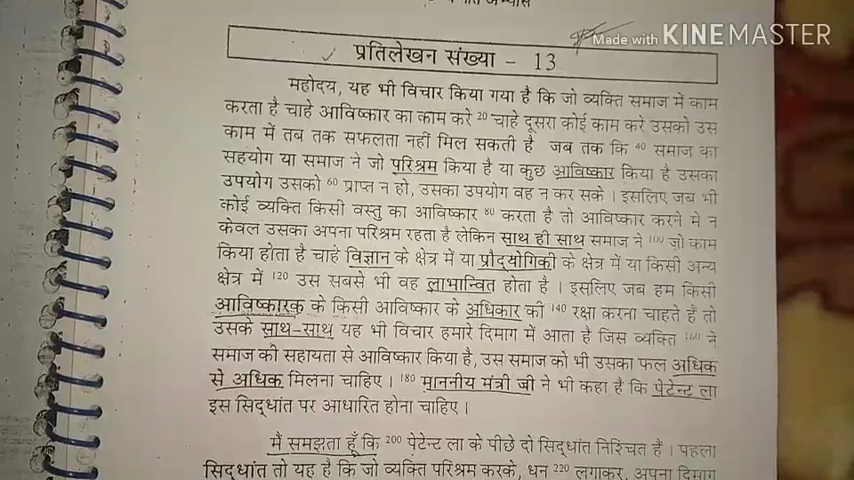 Made with KINEMASTER
प्रतिलेखन संख्या - 13
महोदय, यह भी विचार किया गया है कि जो व्यक्ति समाज में काम
करता है चाहे आविष्कार का काम करे 20 चाहे दूसरा कोई काम करे उसको उस
काम में तब तक सफलता नहीं मिल सकती है जब तक कि 40 समाज का
सहयोग या समाज ने जो परिश्रम किया है या कुछ आविष्कार किया है उसका
उपयोग उसको 60 प्राप्त न हो, उसका उपयोग वह न कर सके । इसलिए जब भी
कोई व्यक्ति किसी वस्तु का आविष्कार 80 करता है तो आविष्कार करने मे न
केवल उसका अपना परिश्रम रहता है लेकिन साथ ही साथ समाज ने 100 जो काम
किया होता है चाहे विज्ञान के क्षेत्र में या प्रौद्योगिकी के क्षेत्र में या किसी अन्य
क्षेत्र में 120 उस सबसे भी वह लाभान्वित होता है । इसलिए जब हम किसी
आविष्कारक के किसी आविष्कार के अधिकार की 140 रक्षा करना चाहते हैं तो
उसके साथ-साथ यह भी विचार हमारे दिमाग में आता है जिस व्यक्ति 160 ने
समाज की सहायता से आविष्कार किया है, उस समाज को भी उसका फल अधिक
से अधिक मिलना चाहिए । 180 माननीय मंत्री जी ने भी कहा है कि पेटेन्ट ला
इस सिद्धांत पर आधारित होना चाहिए ।
मैं समझता हूँ कि 200 पेटेन्ट ला के पीछे दो सिद्धांत निश्चित हैं । पहला
सिद्धांत तो यह है कि जो व्यक्ति परिश्रम करके, धन 220 लगाकर, अपना दिमाग